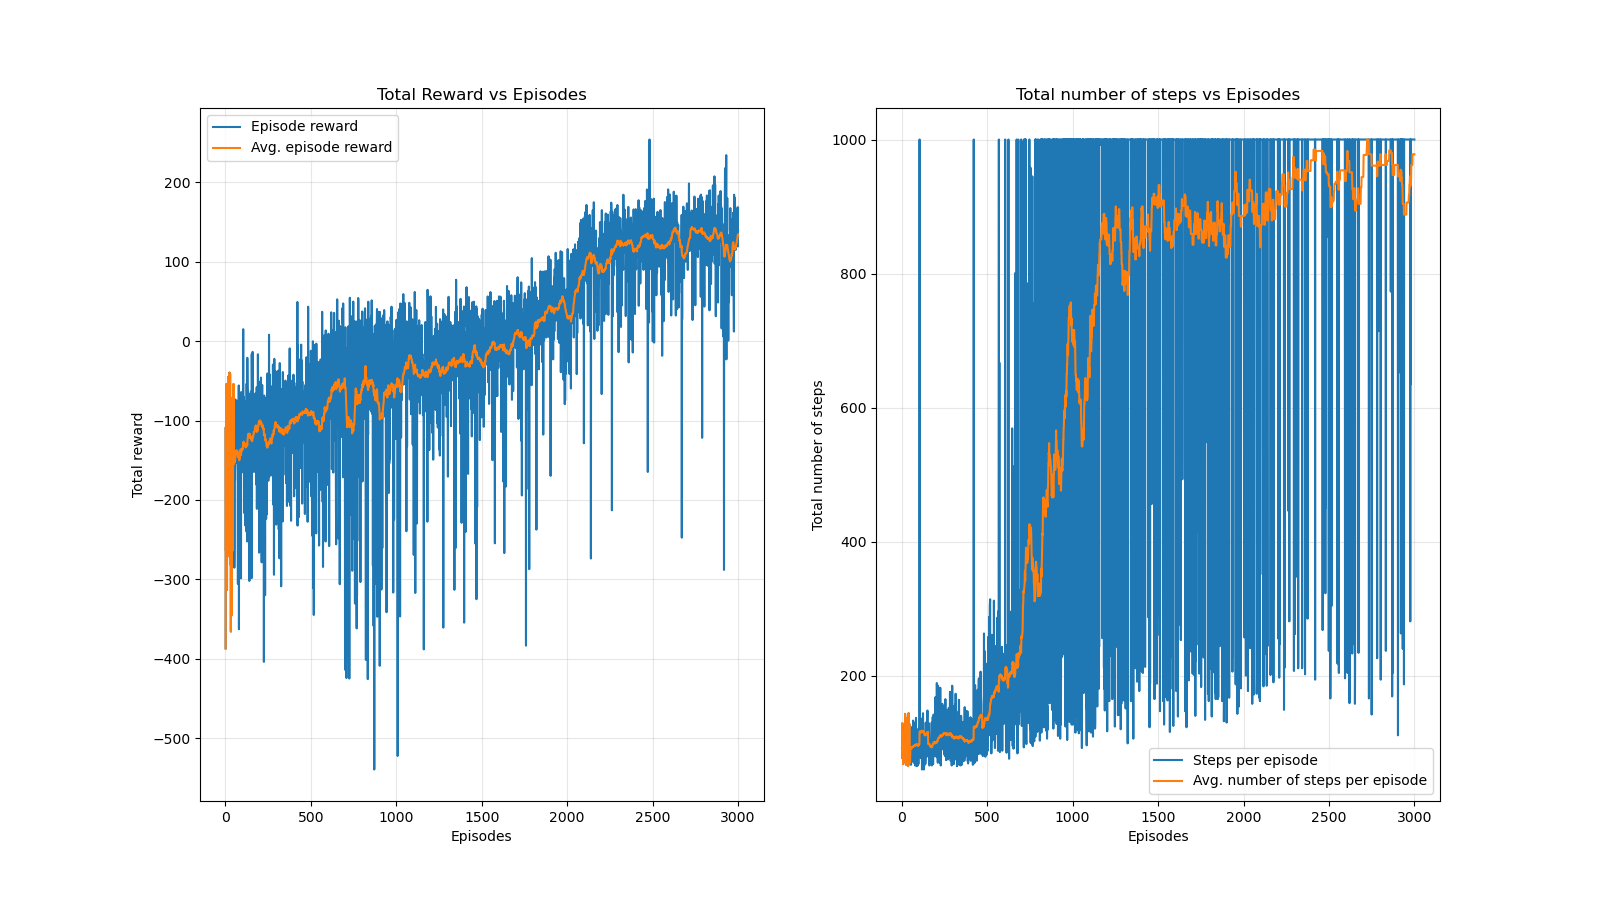 Total Reward vs Episodes
Episode reward
Avg. episode reward
200
100
0
−100
−200
−300
−400
−500
Total reward
0
500
1000
1500
2000
2500
3000
Episodes
Total number of steps vs Episodes
1000
800
600
400
200
Total number of steps
Steps per episode
Avg. number of steps per episode
0
500
1000
1500
2000
2500
3000
Episodes